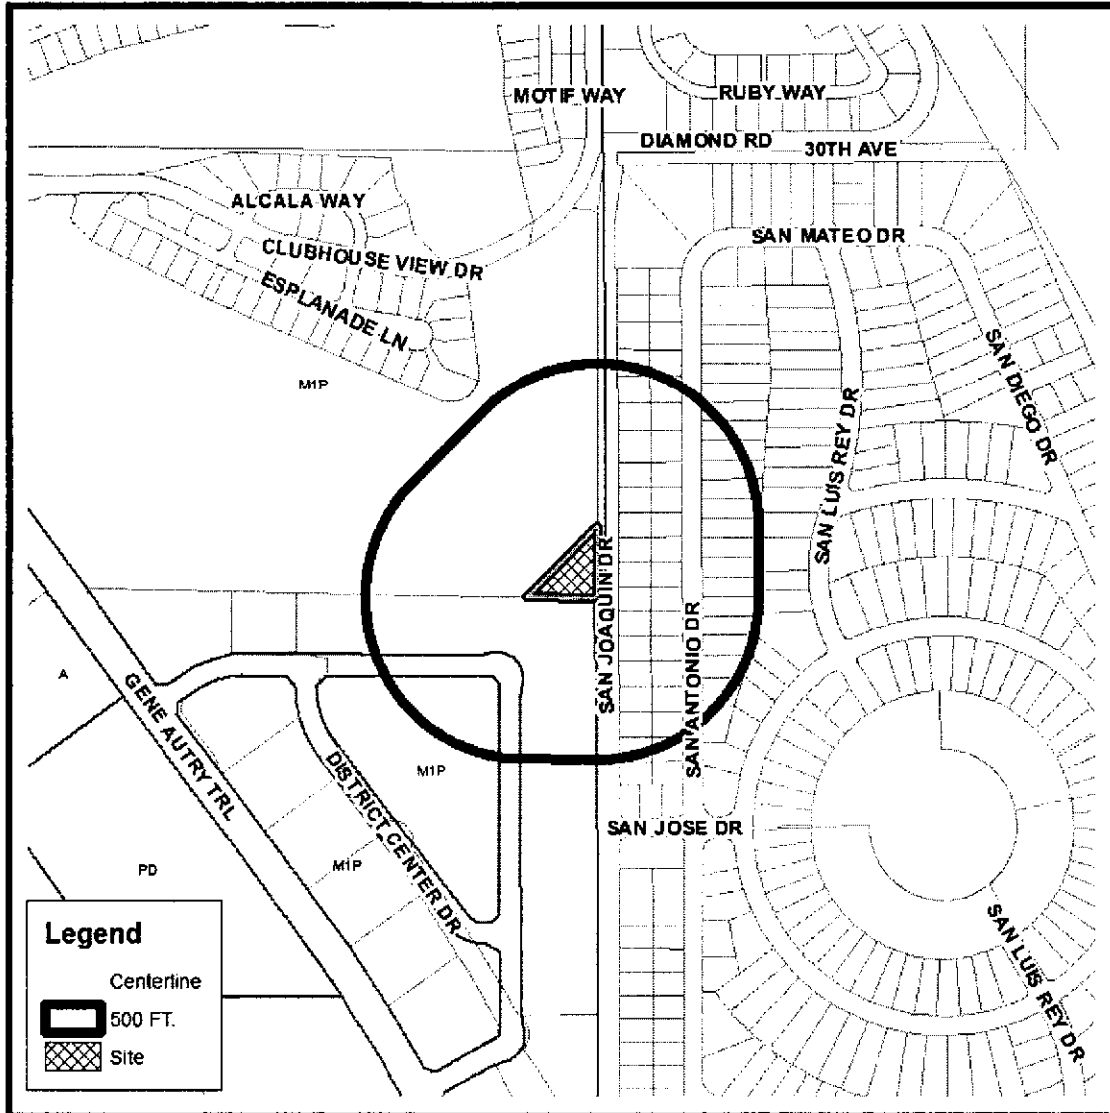 MOTIF WAY
RUBY WAY
DIAMOND RD
30TH AVE
ALCALA WAY
SAN MATEO DR
CLUBHOUSE VIEW DR
ESPLANADE LN
SAN DIEGO DR
M1P
SAN LUIS REY DR
SAN JOAQUIN DR
SAN ANTONIO DR
A
GENE AUTRY TRL
M1P
DISTRICT CENTER DR
SAN JOSE DR
M1P
PD
SAN LUIS REY DR
Legend
Centerline
500 FT.
Site